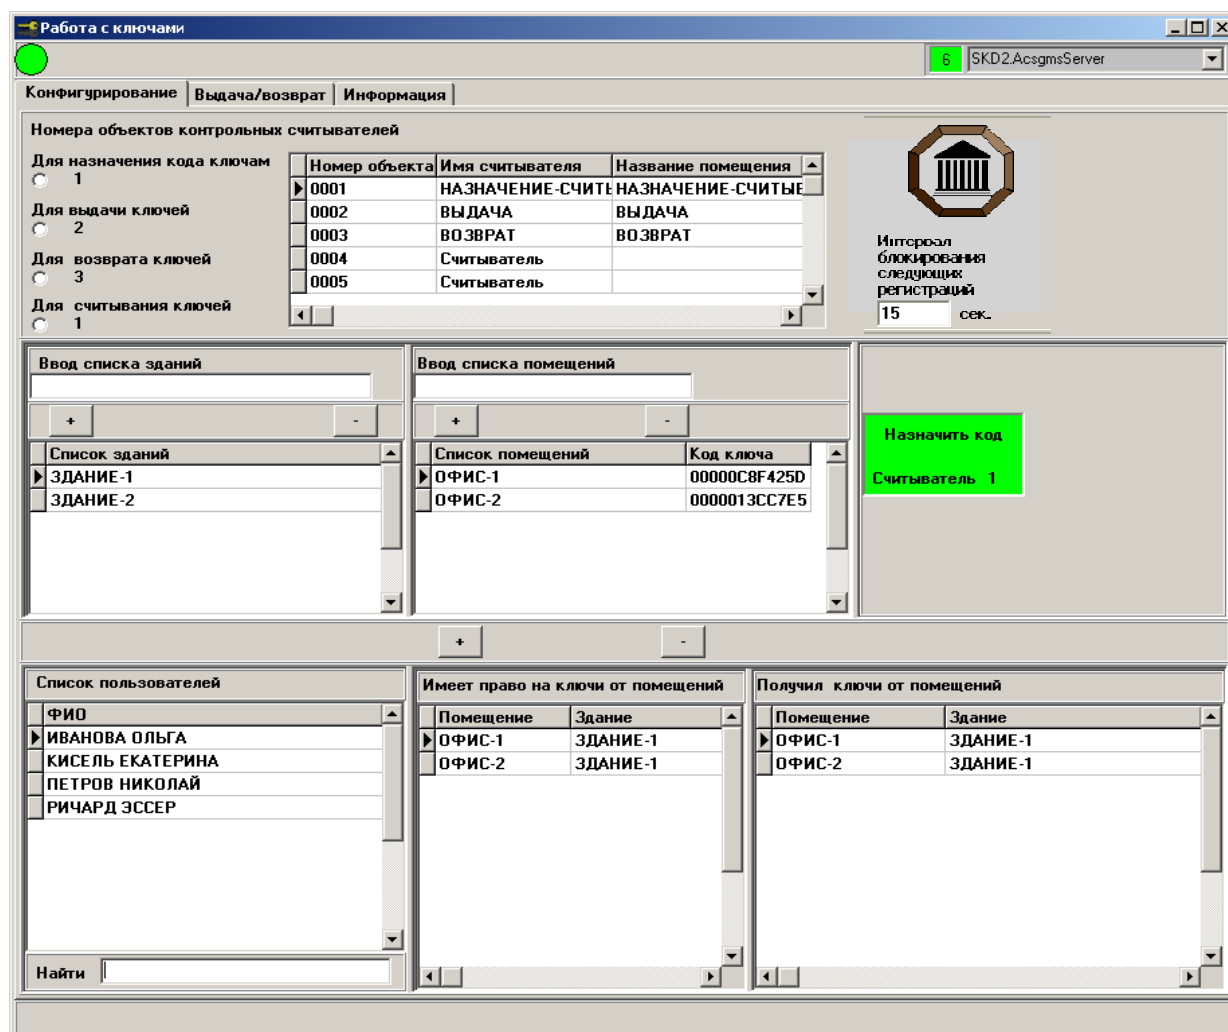 Работа с ключами
6 SKD2.AcsgmsServer
Конфигурирование Выдача/возврат Информация
Номера объектов контрольных считывателей
Для назначения кода ключам
1
Для выдачи ключей
2
Для возврата ключей
3
Для считывания ключей
1
Номер объекта Имя считывателя Название помещения
0001 НАЗНАЧЕНИЕ-СЧИТЬ НАЗНАЧЕНИЕ-СЧИТЫЕ
0002 ВЫДАЧА ВЫДАЧА
0003 ВОЗВРАТ ВОЗВРАТ
0004 Считыватель
0005 Считыватель
Интервал
блокирования
следующих
регистраций
15 сек.
Ввод списка зданий
+ -
Список зданий
ЗДАНИЕ-1
ЗДАНИЕ-2
Ввод списка помещений
+ -
Список помещений Код ключа
ОФИС-1 00000C8F425D
ОФИС-2 0000013CC7E5
Назначить код
Считыватель 1
+ -
Список пользователей
ФИО
ИВАНОВА ОЛЬГА
КИСЕЛЬ ЕКАТЕРИНА
ПЕТРОВ НИКОЛАЙ
РИЧАРД ЭССЕР
Найти
Имеет право на ключи от помещений
Помещение Здание
ОФИС-1 ЗДАНИЕ-1
ОФИС-2 ЗДАНИЕ-1
Получил ключи от помещений
Помещение Здание
ОФИС-1 ЗДАНИЕ-1
ОФИС-2 ЗДАНИЕ-1